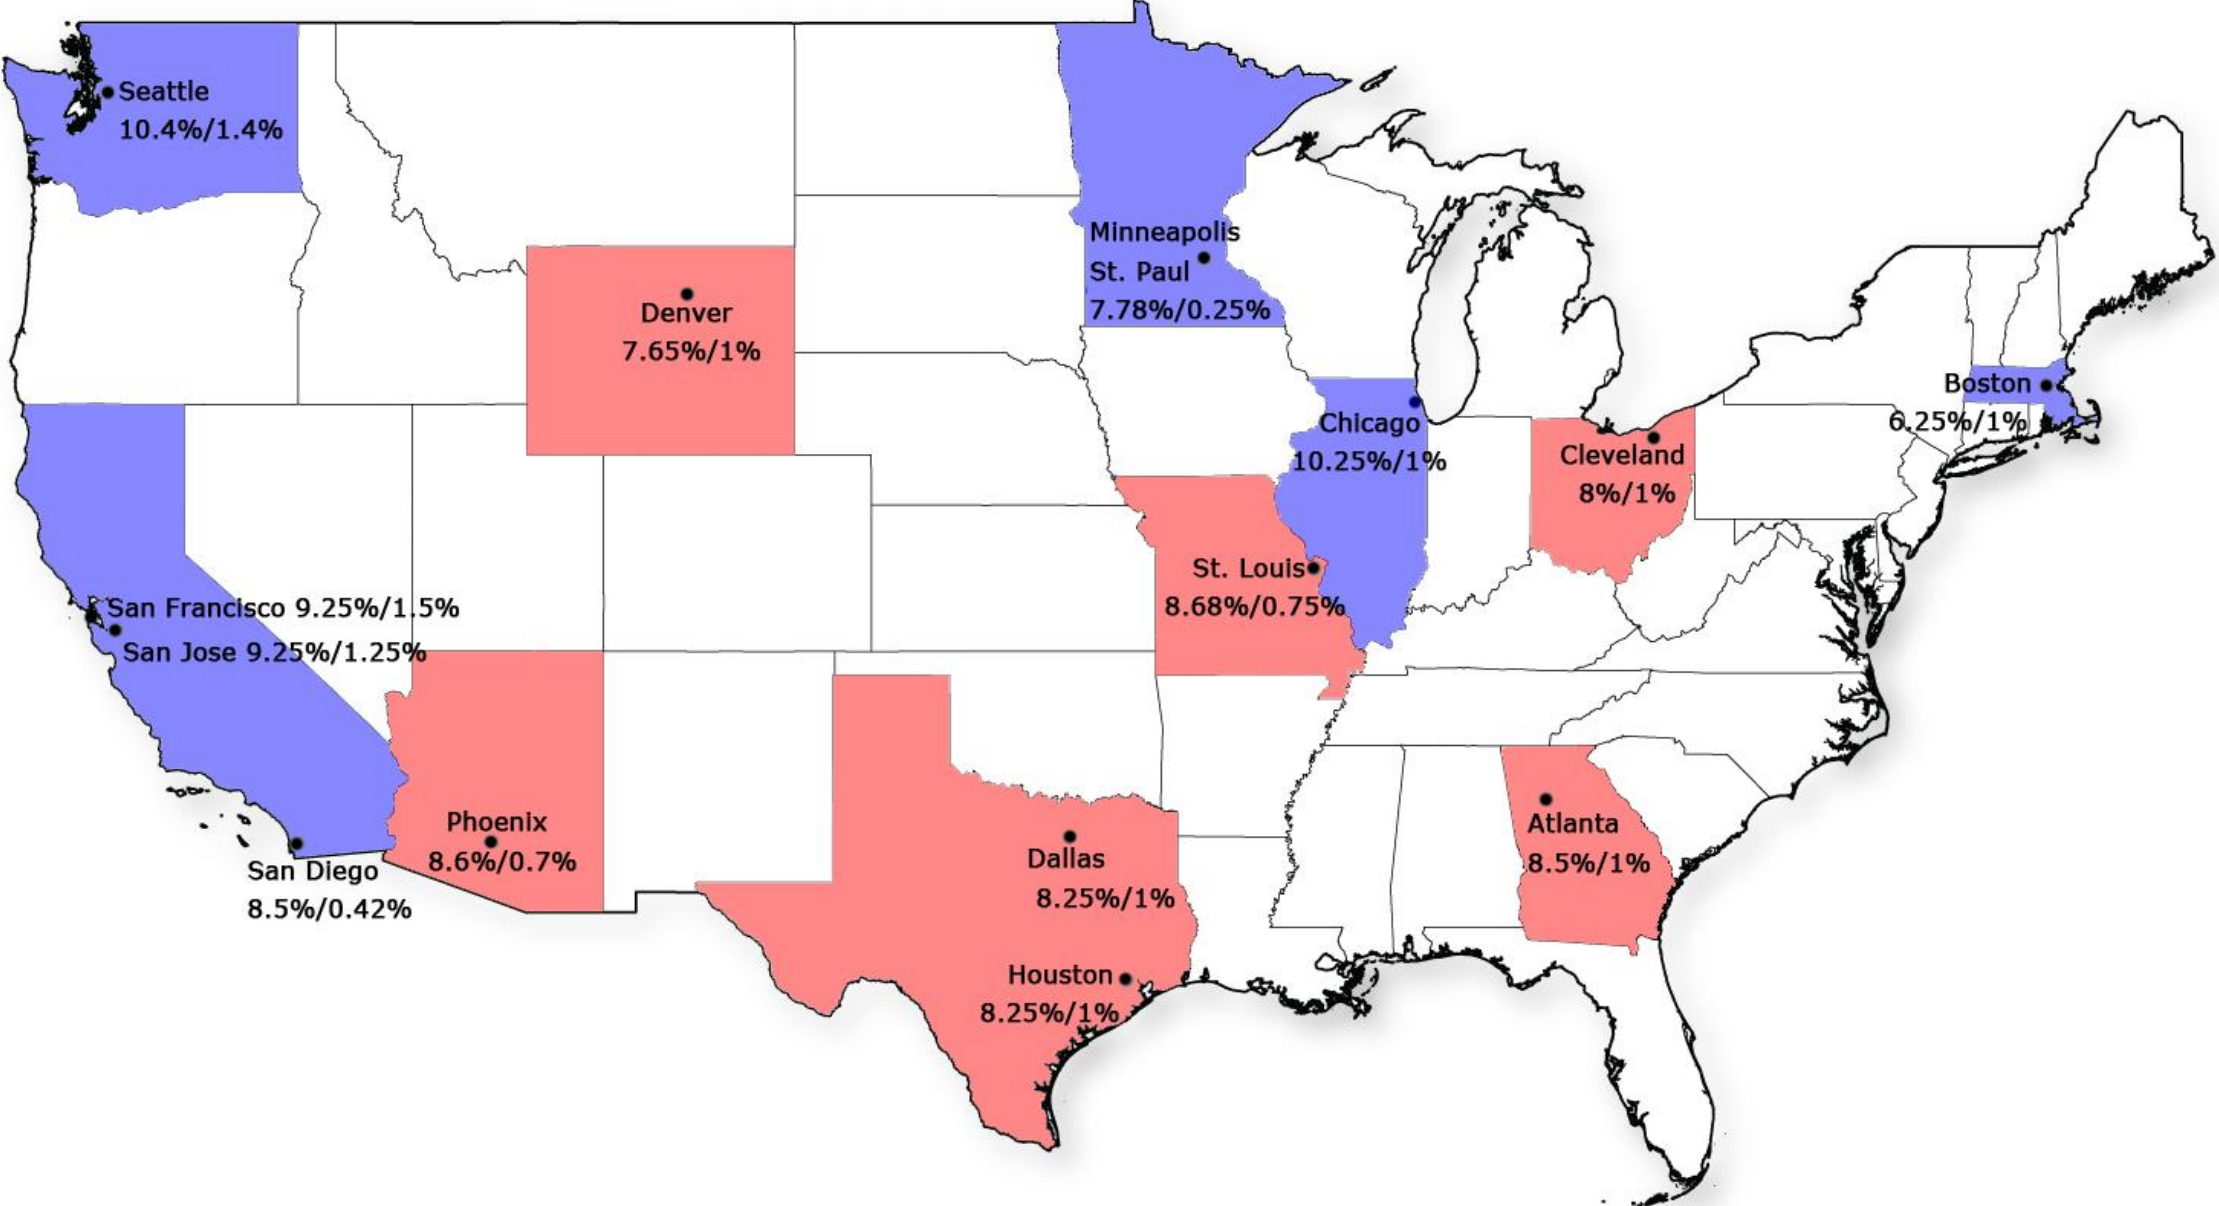 Seattle
10.4%/1.4%
Minneapolis
St. Paul
7.78%/0.25%
Denver
7.65%/1%
Boston
6.25%/1%
Chicago
10.25%/1%
Cleveland
8%/1%
St. Louis
8.68%/0.75%
San Francisco 9.25%/1.5%
San Jose 9.25%/1.25%
Phoenix
8.6%/0.7%
San Diego
8.5%/0.42%
Dallas
8.25%/1%
Atlanta
8.5%/1%
Houston
8.25%/1%